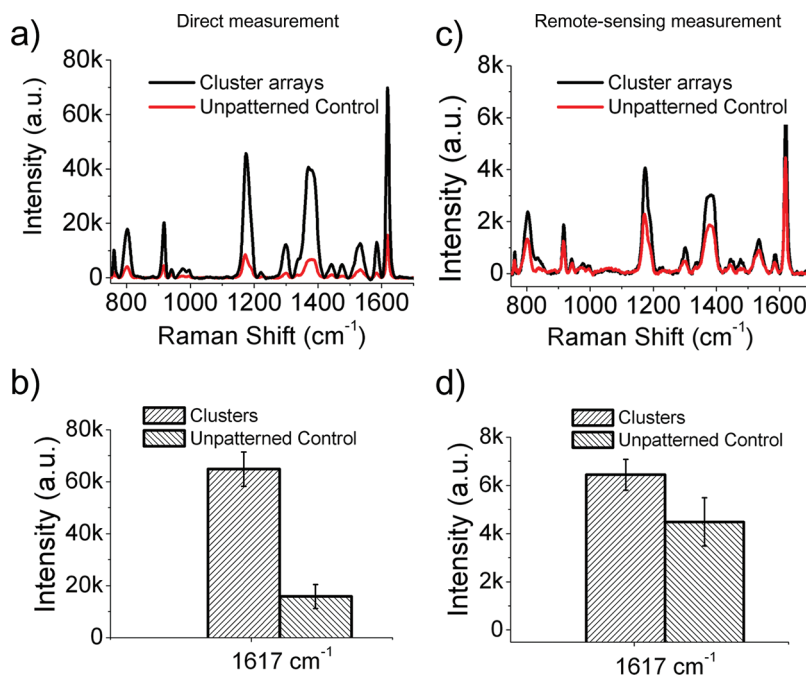 Direct measurement
a)
80k
60k
40k
20k
0
Intensity (a.u.)
Cluster arrays
Unpatterned Control
800 1000 1200 1400 1600
Raman Shift (cm⁻¹)
Remote-sensing measurement
c)
8k
6k
4k
2k
0
Intensity (a.u.)
Cluster arrays
Unpatterned Control
800 1000 1200 1400 1600
Raman Shift (cm⁻¹)
b)
80k
60k
40k
20k
0
Intensity (a.u.)
Clusters
Unpatterned Control
1617 cm⁻¹
d)
8k
6k
4k
2k
0
Intensity (a.u.)
Clusters
Unpatterned Control
1617 cm⁻¹